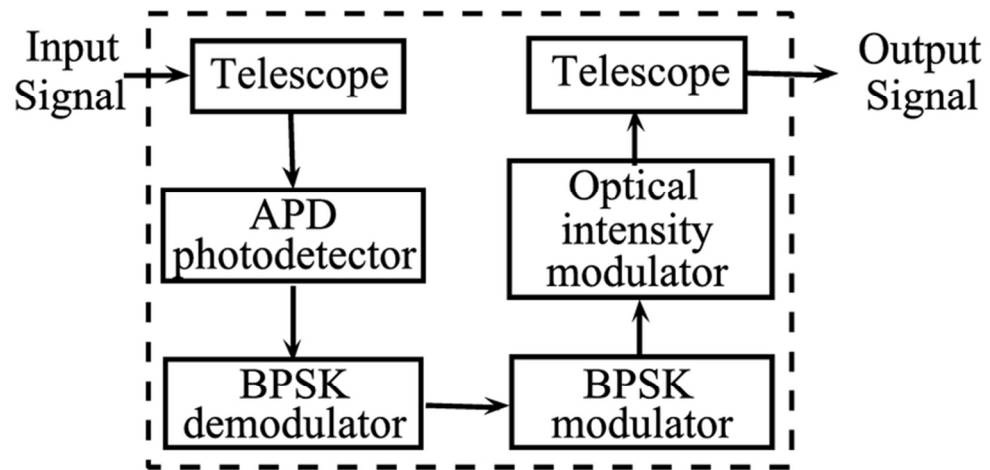 Input
Signal
Telescope
APD
photodetector
BPSK
demodulator
BPSK
modulator
Optical
intensity
modulator
Telescope
Output
Signal